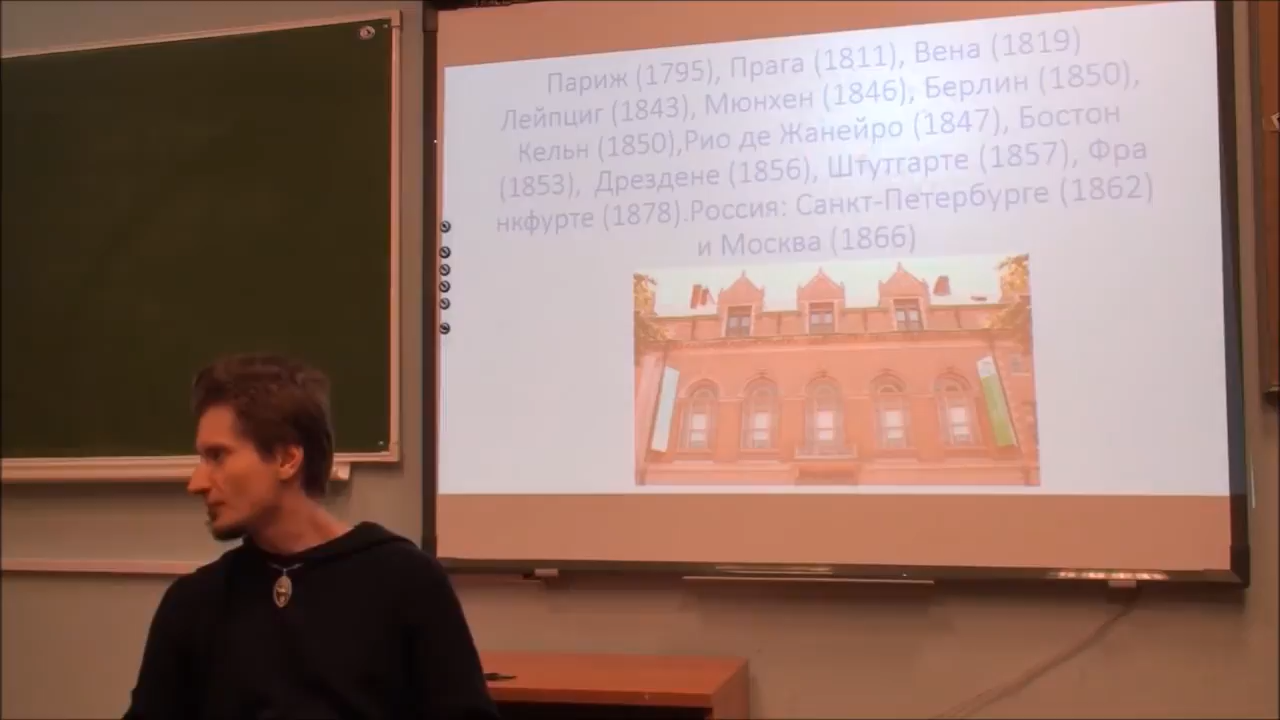 Париж (1795), Прага (1811), Вена (1819)
Лейпциг (1843), Мюнхен (1846), Берлин (1850),
Кельн (1850),Рио де Жанейро (1847), Бостон
(1853), Дрездене (1856), Штутгарте (1857), Фра
нкфурте (1878).Россия: Санкт-Петербурге (1862)
и Москва (1866)